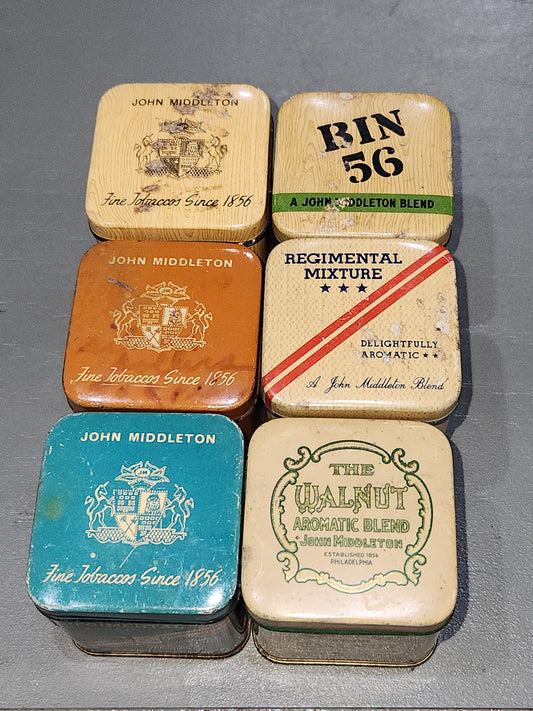 JOHN MIDDLETON
Fine Tobaccos Since 1856
BIN
56
A JOHN MIDDLETON BLEND
JOHN MIDDLETON
Fine Tobaccos Since 1856
REGIMENTAL
MIXTURE
★ ★ ★
DELIGHTFULLY
AROMATIC ★ ★
A John Middleton Blend
JOHN MIDDLETON
JM
Fine Tobaccos Since 1856
THE
WALNUT
AROMATIC BLEND
JOHN MIDDLETON
ESTABLISHED 1856
PHILADELPHIA